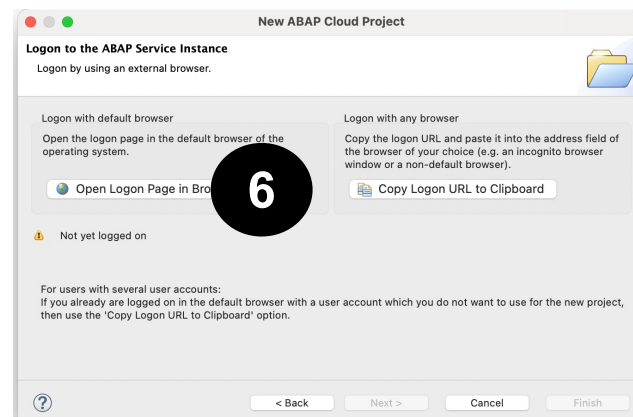 New ABAP Cloud Project
Logon to the ABAP Service Instance
Logon by using an external browser.
Logon with default browser
Open the logon page in the default browser of the
operating system.
Open Logon Page in Bro
6
Logon with any browser
Copy the logon URL and paste it into the address field of
the browser of your choice (e.g. an incognito browser
window or a non-default browser).
Copy Logon URL to Clipboard
Not yet logged on
For users with several user accounts:
If you already are logged on in the default browser with a user account which you do not want to use for the new project,
then use the 'Copy Logon URL to Clipboard' option.
?
< Back
Next >
Cancel
Finish